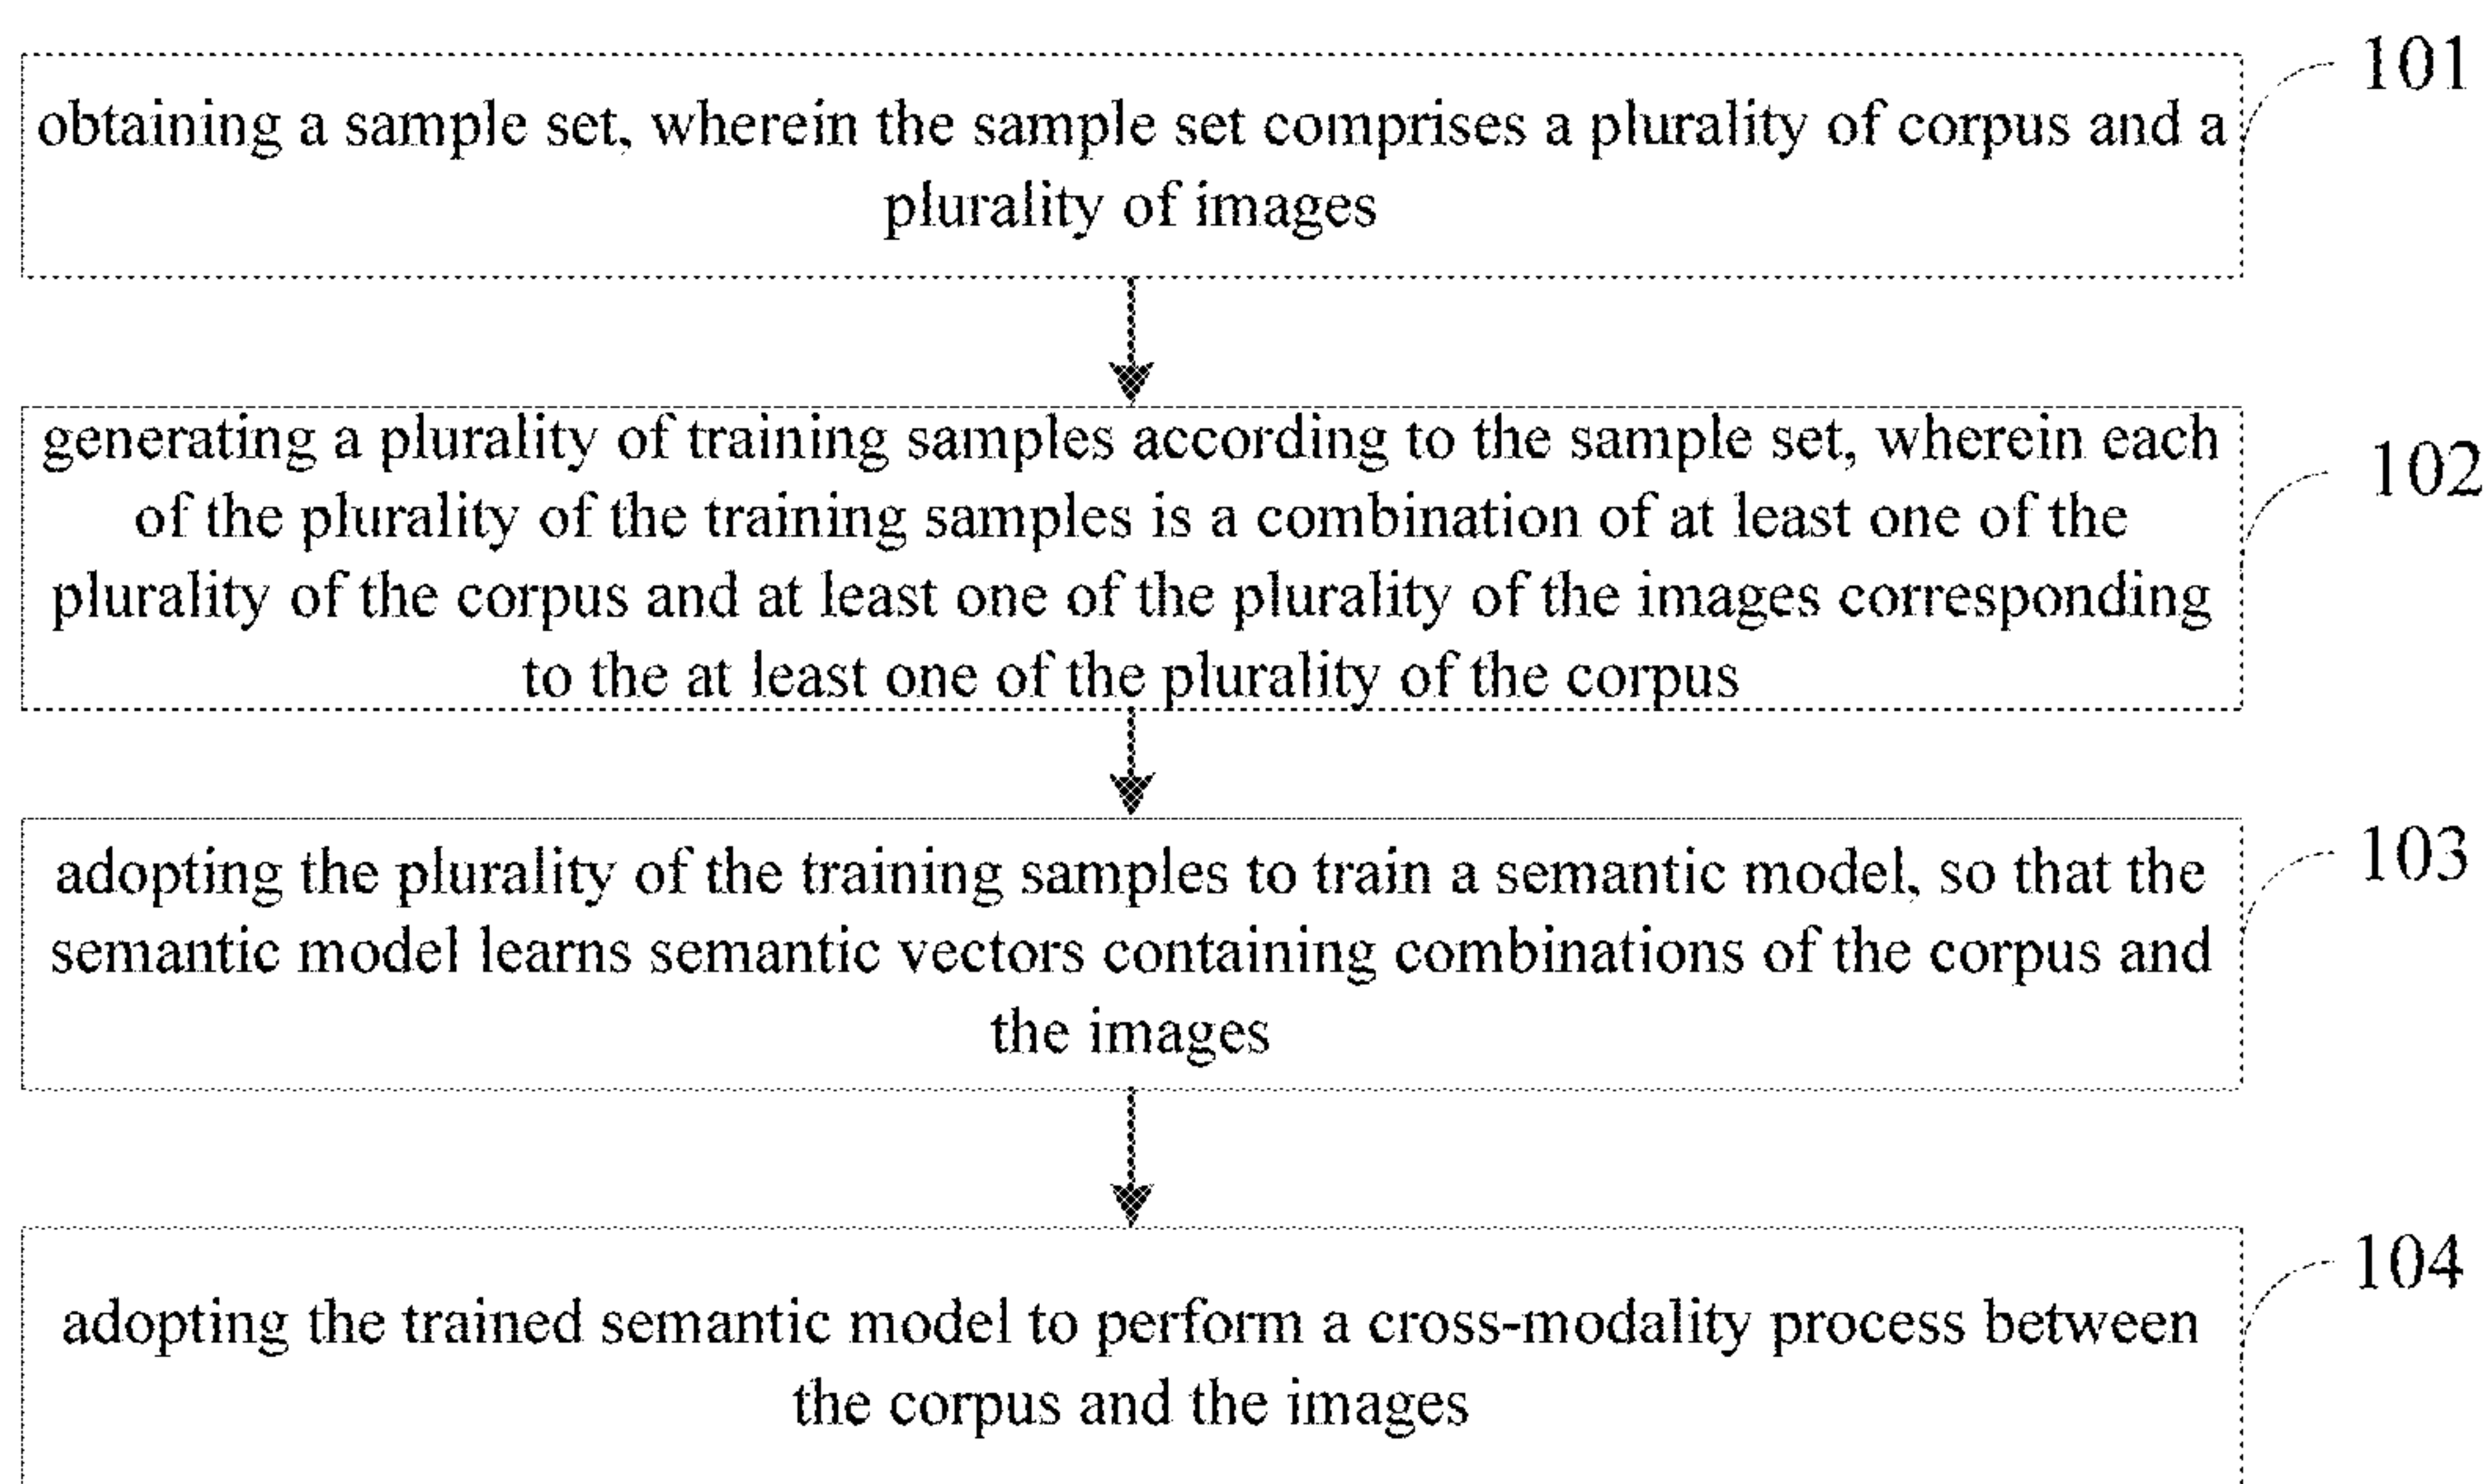 101
obtaining a sample set, wherein the sample set comprises a plurality of corpus and a
plurality of images
generating a plurality of training samples according to the sample set, wherein each
102
of the plurality of the training samples is a combination of at least one of the
plurality of the corpus and at least one of the plurality of the images corresponding
to the at least one of the plurality of the corpus
103
adopting the plurality of the training samples to train a semantic model, so that the
semantic model learns semantic vectors containing combinations of the corpus and
the images
104
adopting the trained semantic model to perform a cross-modality process between
the corpus and the images